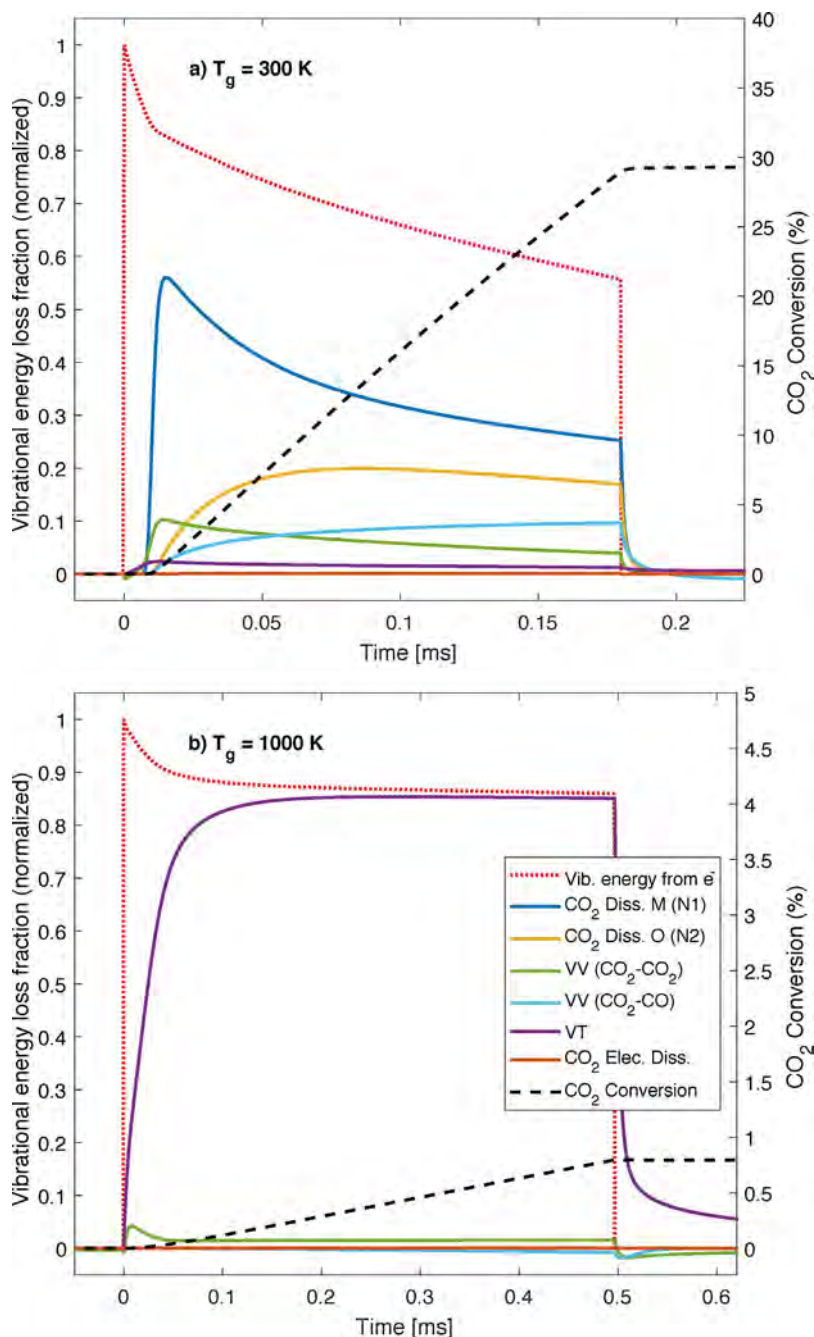 a) T_g = 300 K
Vibrational energy loss fraction (normalized)
1
0.9
0.8
0.7
0.6
0.5
0.4
0.3
0.2
0.1
0
40
35
30
25
20
15
10
5
0
CO₂ Conversion (%)
0 0.05 0.1 0.15 0.2
Time [ms]
b) T_g = 1000 K
Vibrational energy loss fraction (normalized)
1
0.9
0.8
0.7
0.6
0.5
0.4
0.3
0.2
0.1
0
5
4.5
4
3.5
3
2.5
2
1.5
1
0.5
0
CO₂ Conversion (%)
Vib. energy from e⁻
CO₂ Diss. M (N1)
CO₂ Diss. O (N2)
VV (CO₂-CO₂)
VV (CO₂-CO)
VT
CO₂ Elec. Diss.
CO₂ Conversion
0 0.1 0.2 0.3 0.4 0.5 0.6
Time [ms]